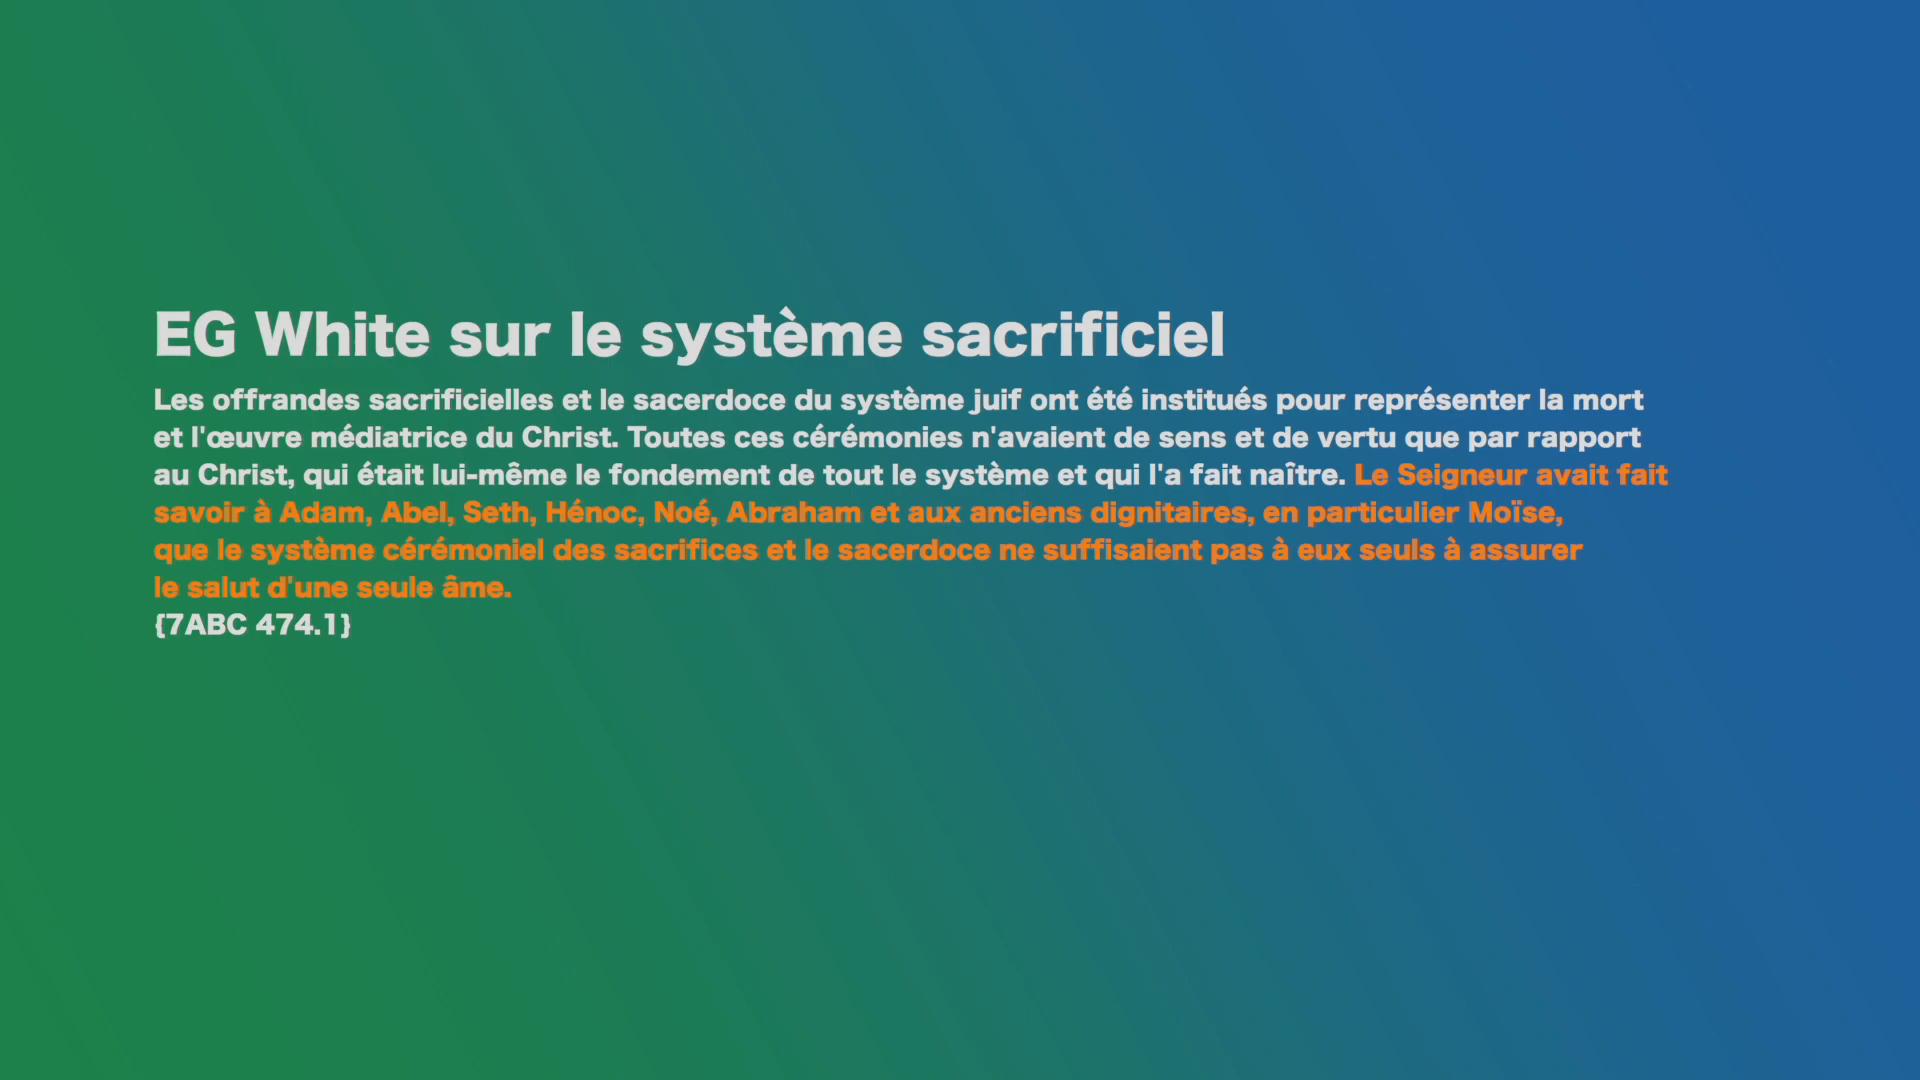 EG White sur le système sacrificiel
Les offrandes sacrificielles et le sacerdoce du système juif ont été institués pour représenter la mort
et l'œuvre médiatrice du Christ. Toutes ces cérémonies n'avaient de sens et de vertu que par rapport
au Christ, qui était lui-même le fondement de tout le système et qui l'a fait naître. Le Seigneur avait fait
savoir à Adam, Abel, Seth, Hénoc, Noé, Abraham et aux anciens dignitaires, en particulier Moïse,
que le système cérémoniel des sacrifices et le sacerdoce ne suffisaient pas à eux seuls à assurer
le salut d'une seule âme.
{7ABC 474.1}